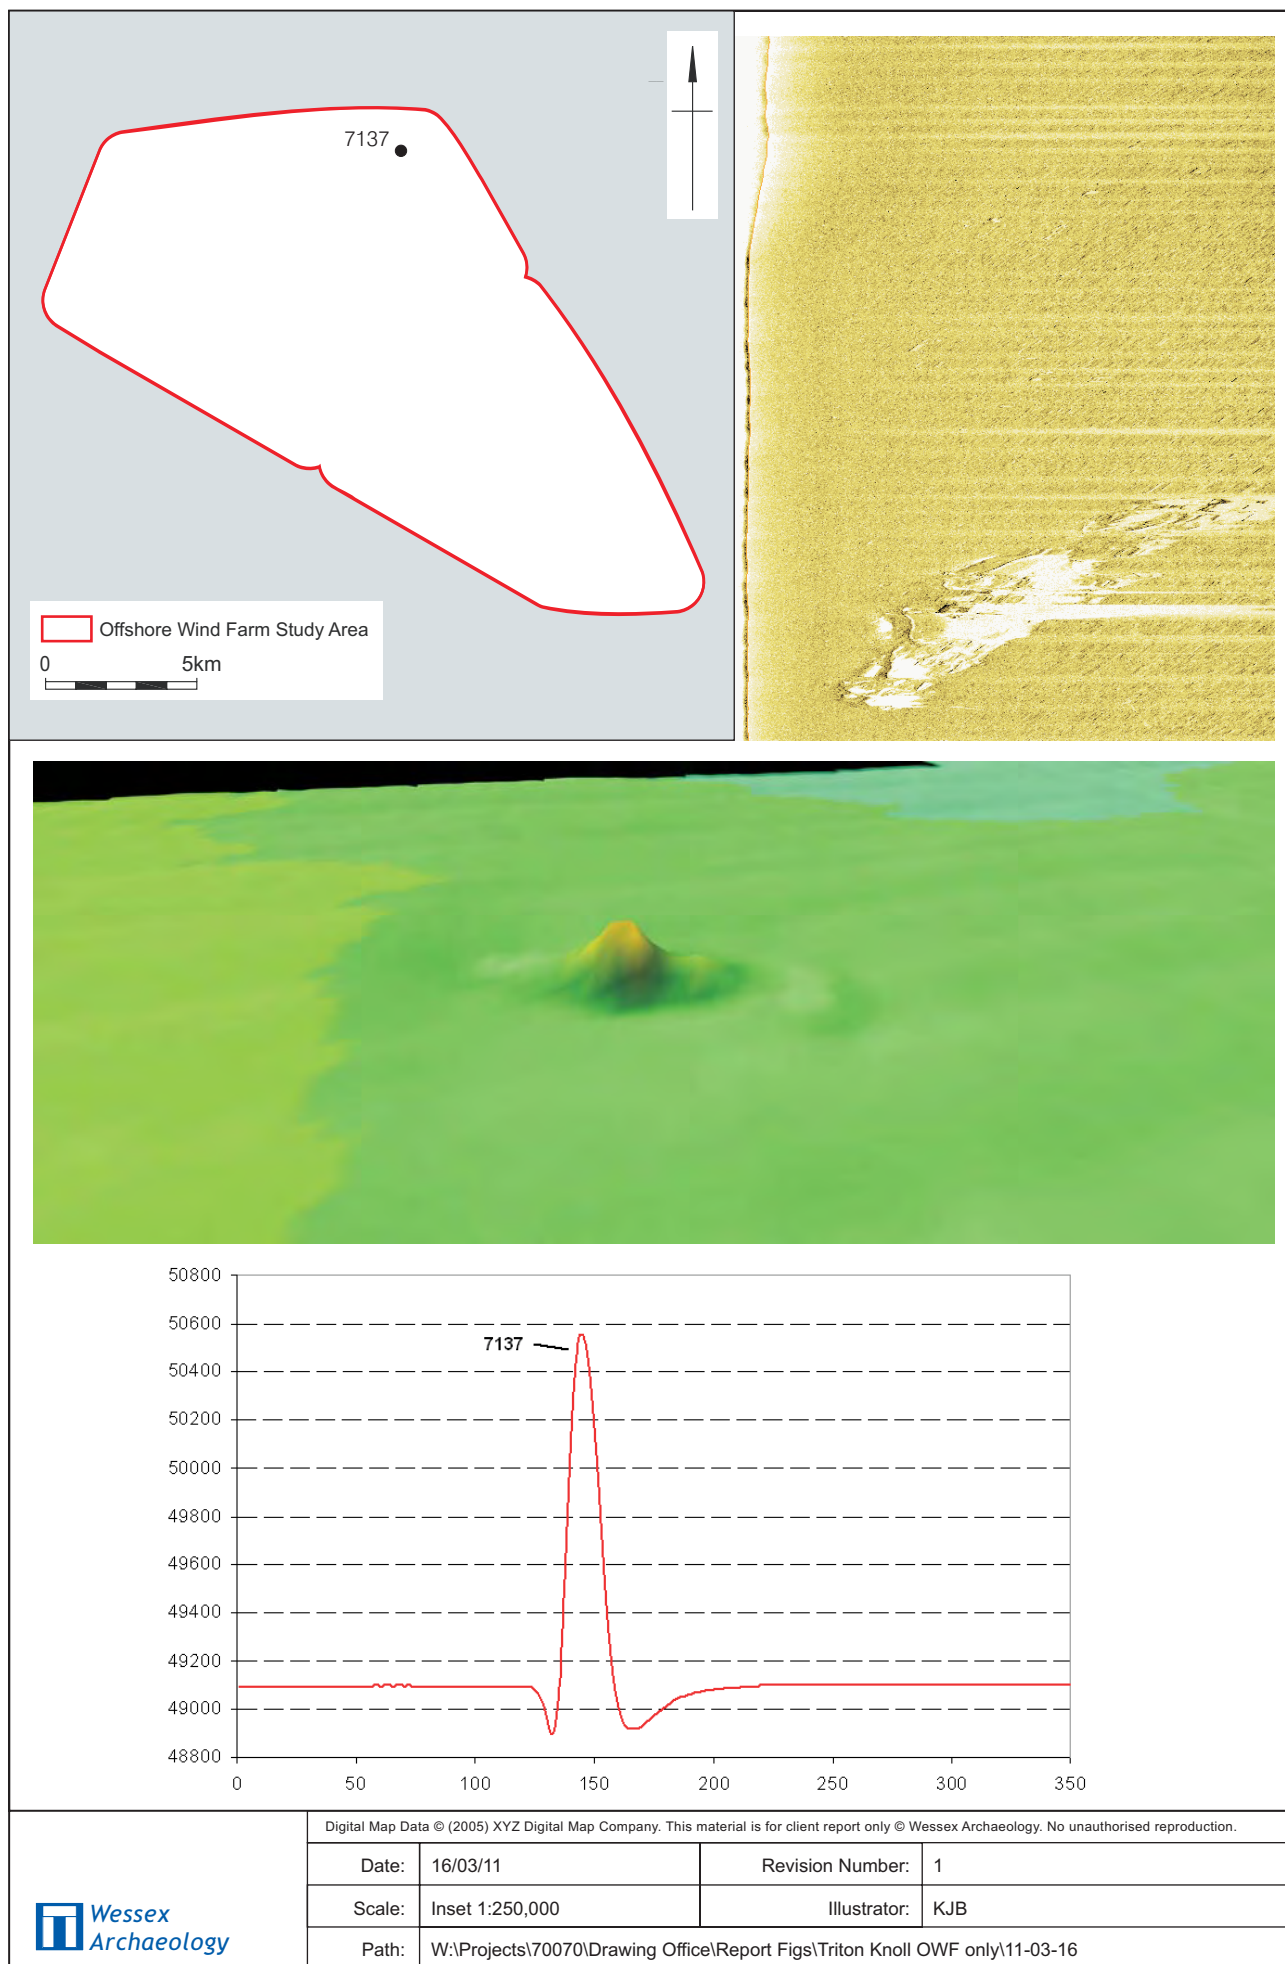 7137
Offshore Wind Farm Study Area
0 5km
50800
50600
7137
50400
50200
50000
49800
49600
49400
49200
49000
48800
0 50 100 150 200 250 300 350
Digital Map Data © (2005) XYZ Digital Map Company. This material is for client report only © Wessex Archaeology. No unauthorised reproduction.
Date: 16/03/11 Revision Number: 1
Scale: Inset 1:250,000 Illustrator: KJB
Path: W:\Projects\70070\Drawing Office\Report Figs\Triton Knoll OWF only\11-03-16
Wessex
Archaeology